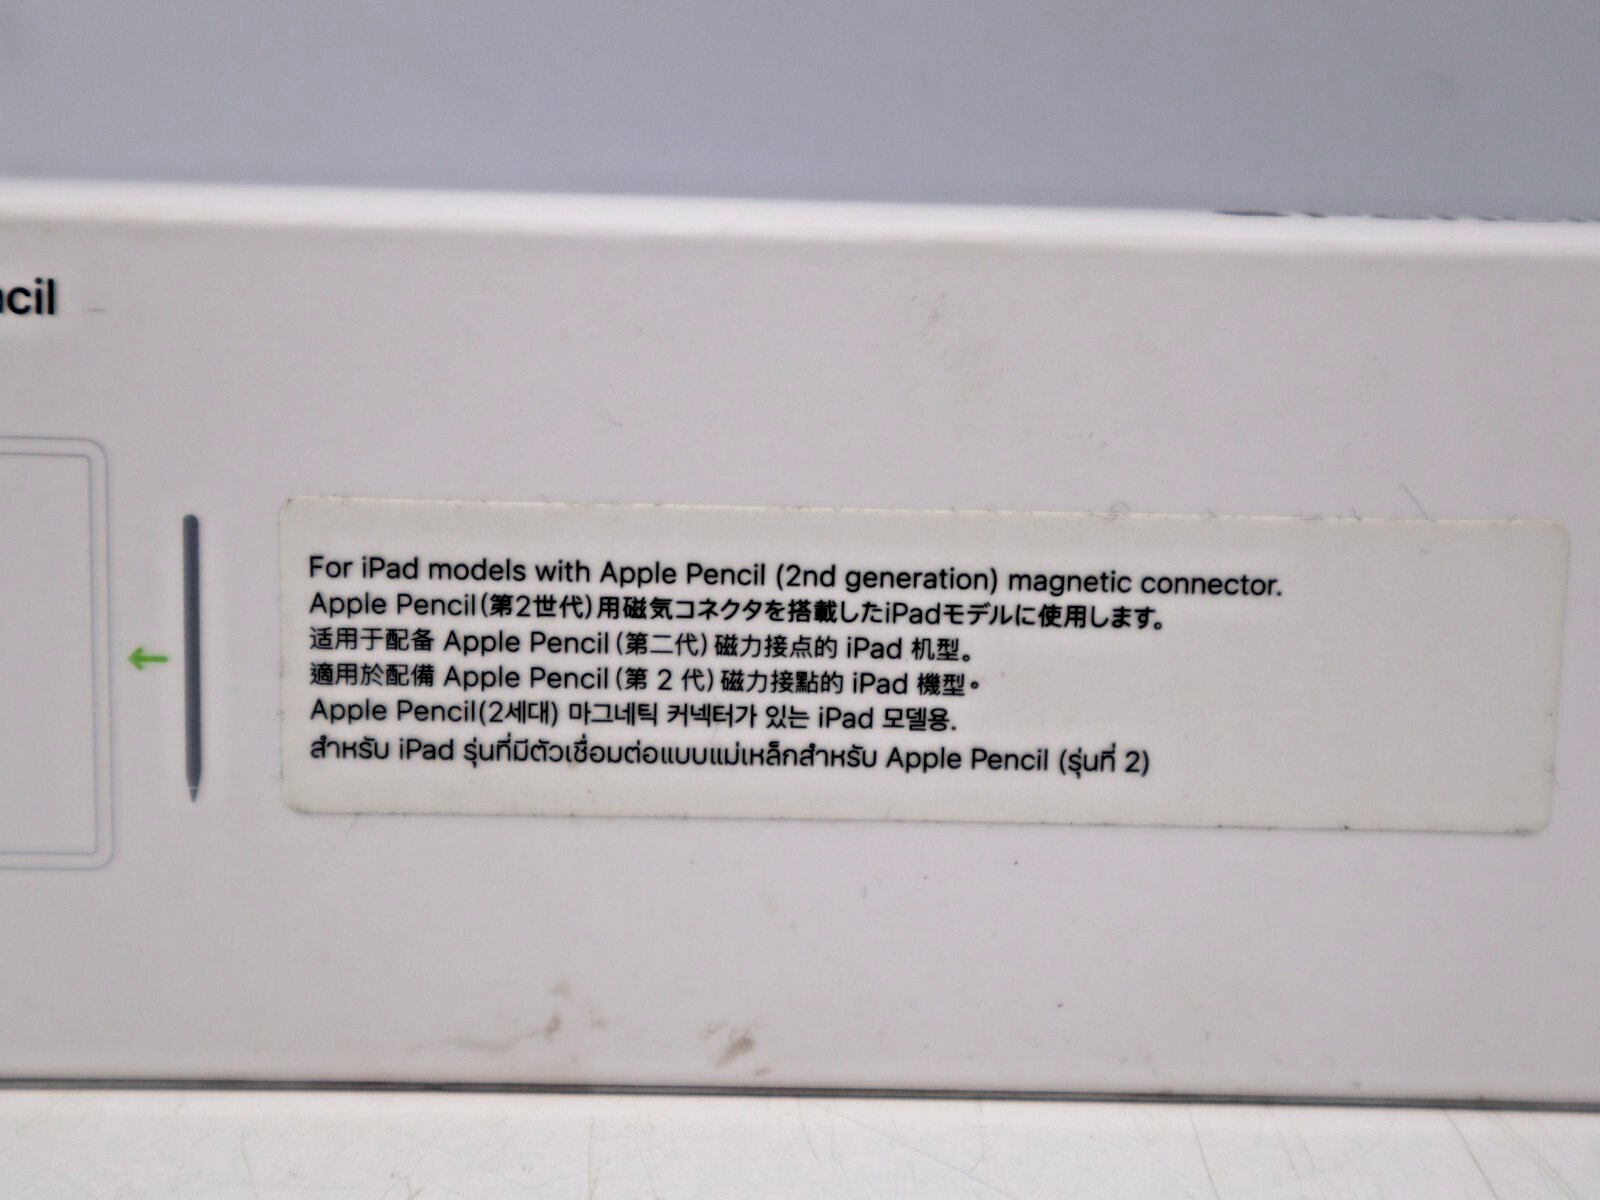 For iPad models with Apple Pencil (2nd generation) magnetic connector.
Apple Pencil(第2世代)用磁気コネクタを搭載したiPadモデルに使用します。
适用于配备 Apple Pencil (第二代) 磁力接点的 iPad 机型。
適用於配備 Apple Pencil (第 2 代) 磁力接點的 iPad 機型。
Apple Pencil(2세대) 마그네틱 커넥터가 있는 iPad 모델용.
สำหรับ iPad รุ่นที่มีตัวเชื่อมต่อแบบแม่เหล็กสำหรับ Apple Pencil (รุ่นที่ 2)